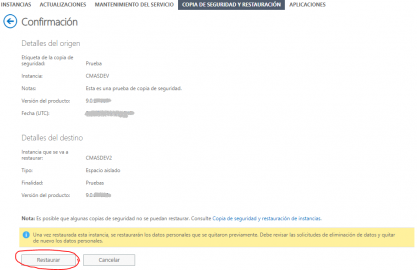 INSTANCIAS ACTUALIZACIONES MANTENIMIENTO DEL SERVICIO COPIA DE SEGURIDAD Y RESTAURACIÓN APLICACIONES
Confirmación
Detalles del origen
Etiqueta de la copia de
seguridad: Prueba
Instancia: CMASDEV
Notas: Esta es una prueba de copia de seguridad.
Versión del producto: 9.0
Fecha (UTC):
Detalles del destino
Instancia que se va a
restaurar: CMASDEV2
Tipo: Espacio aislado
Finalidad: Pruebas
Versión del producto: 9.0
Nota: Es posible que algunas copias de seguridad no se puedan restaurar. Consulte Copia de seguridad y restauración de instancias.
Una vez restaurada esta instancia, se restaurarán los datos personales que se quitaron previamente. Debe revisar las solicitudes de eliminación de datos y quitar
de nuevo los datos personales.
Restaurar Cancelar